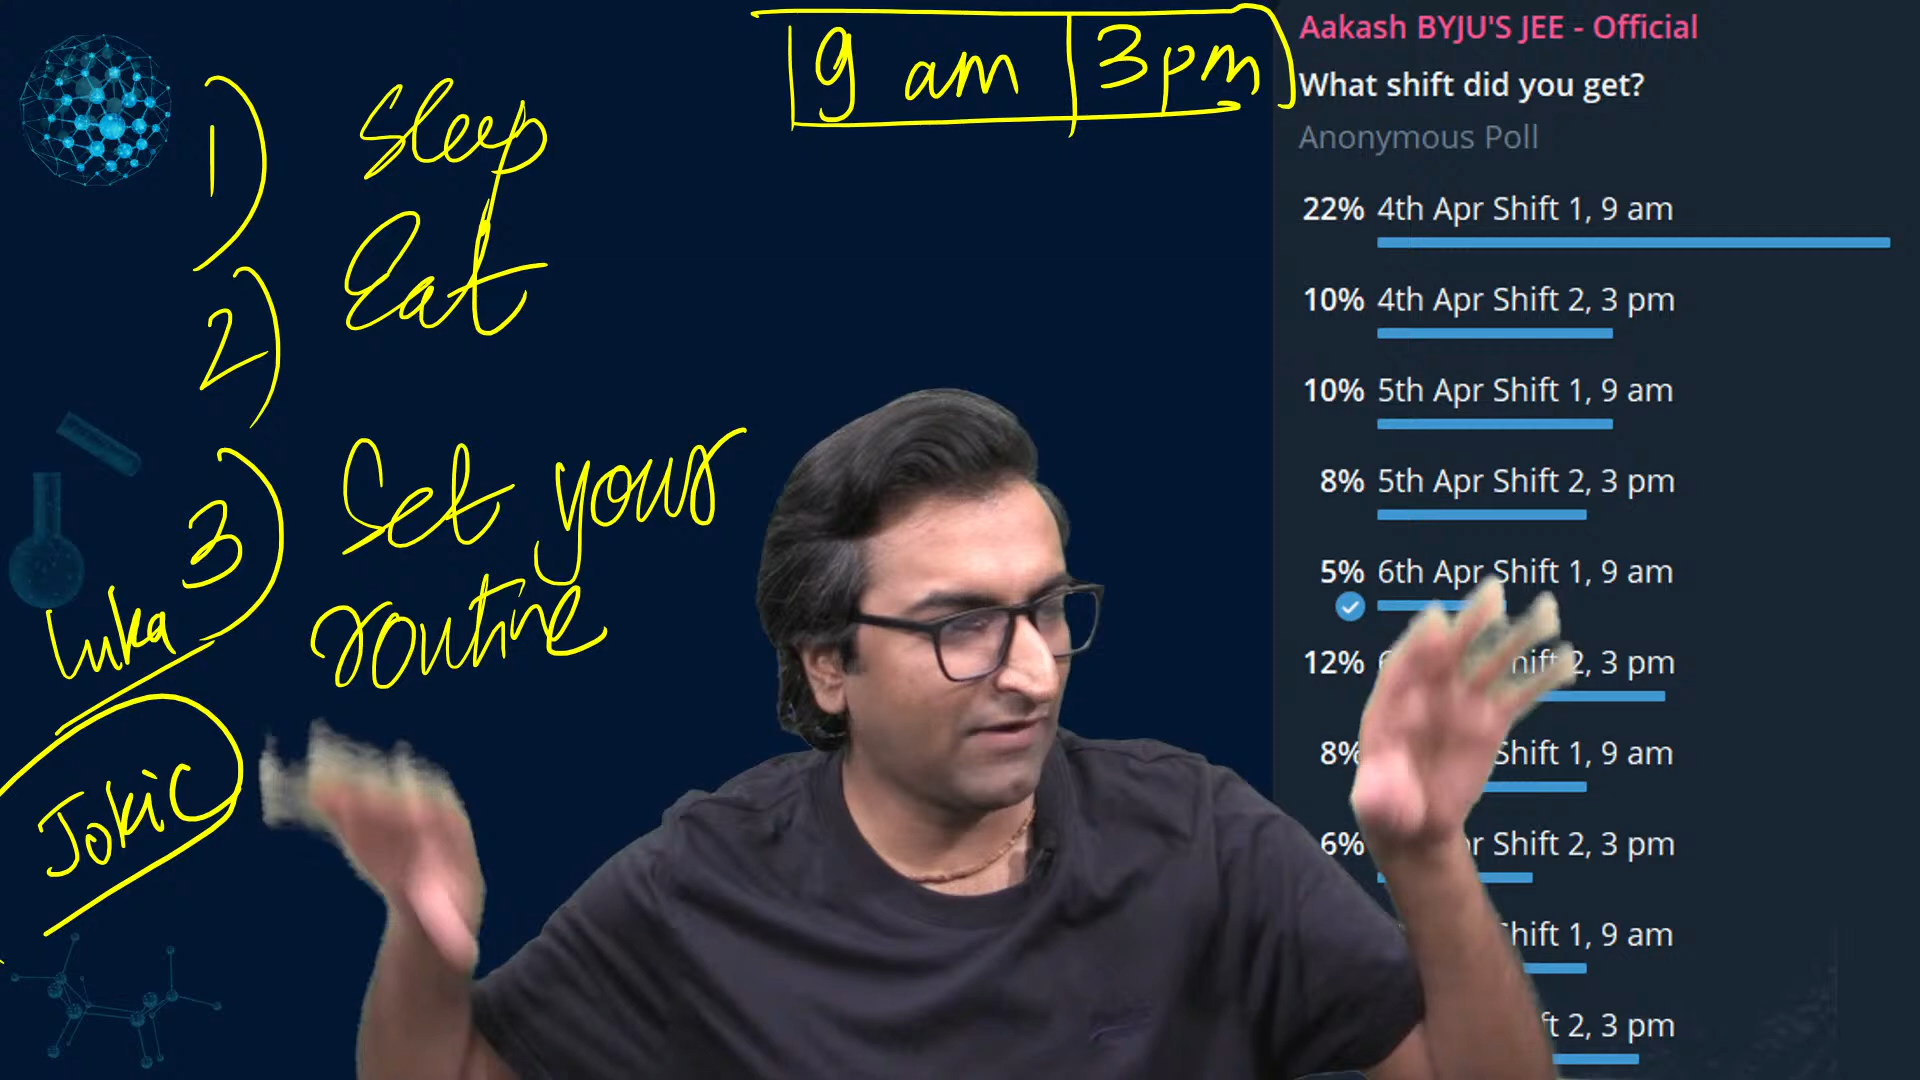 9 am 3pm
1) Sleep
2) Eat
3) Set your
routine
Luka
Jokic
Aakash BYJU'S JEE - Official
What shift did you get?
Anonymous Poll
22% 4th Apr Shift 1, 9 am
10% 4th Apr Shift 2, 3 pm
10% 5th Apr Shift 1, 9 am
8% 5th Apr Shift 2, 3 pm
5% 6th Apr Shift 1, 9 am
12% 2, 3 pm
8% Shift 1, 9 am
6% Shift 2, 3 pm
1, 9 am
2, 3 pm